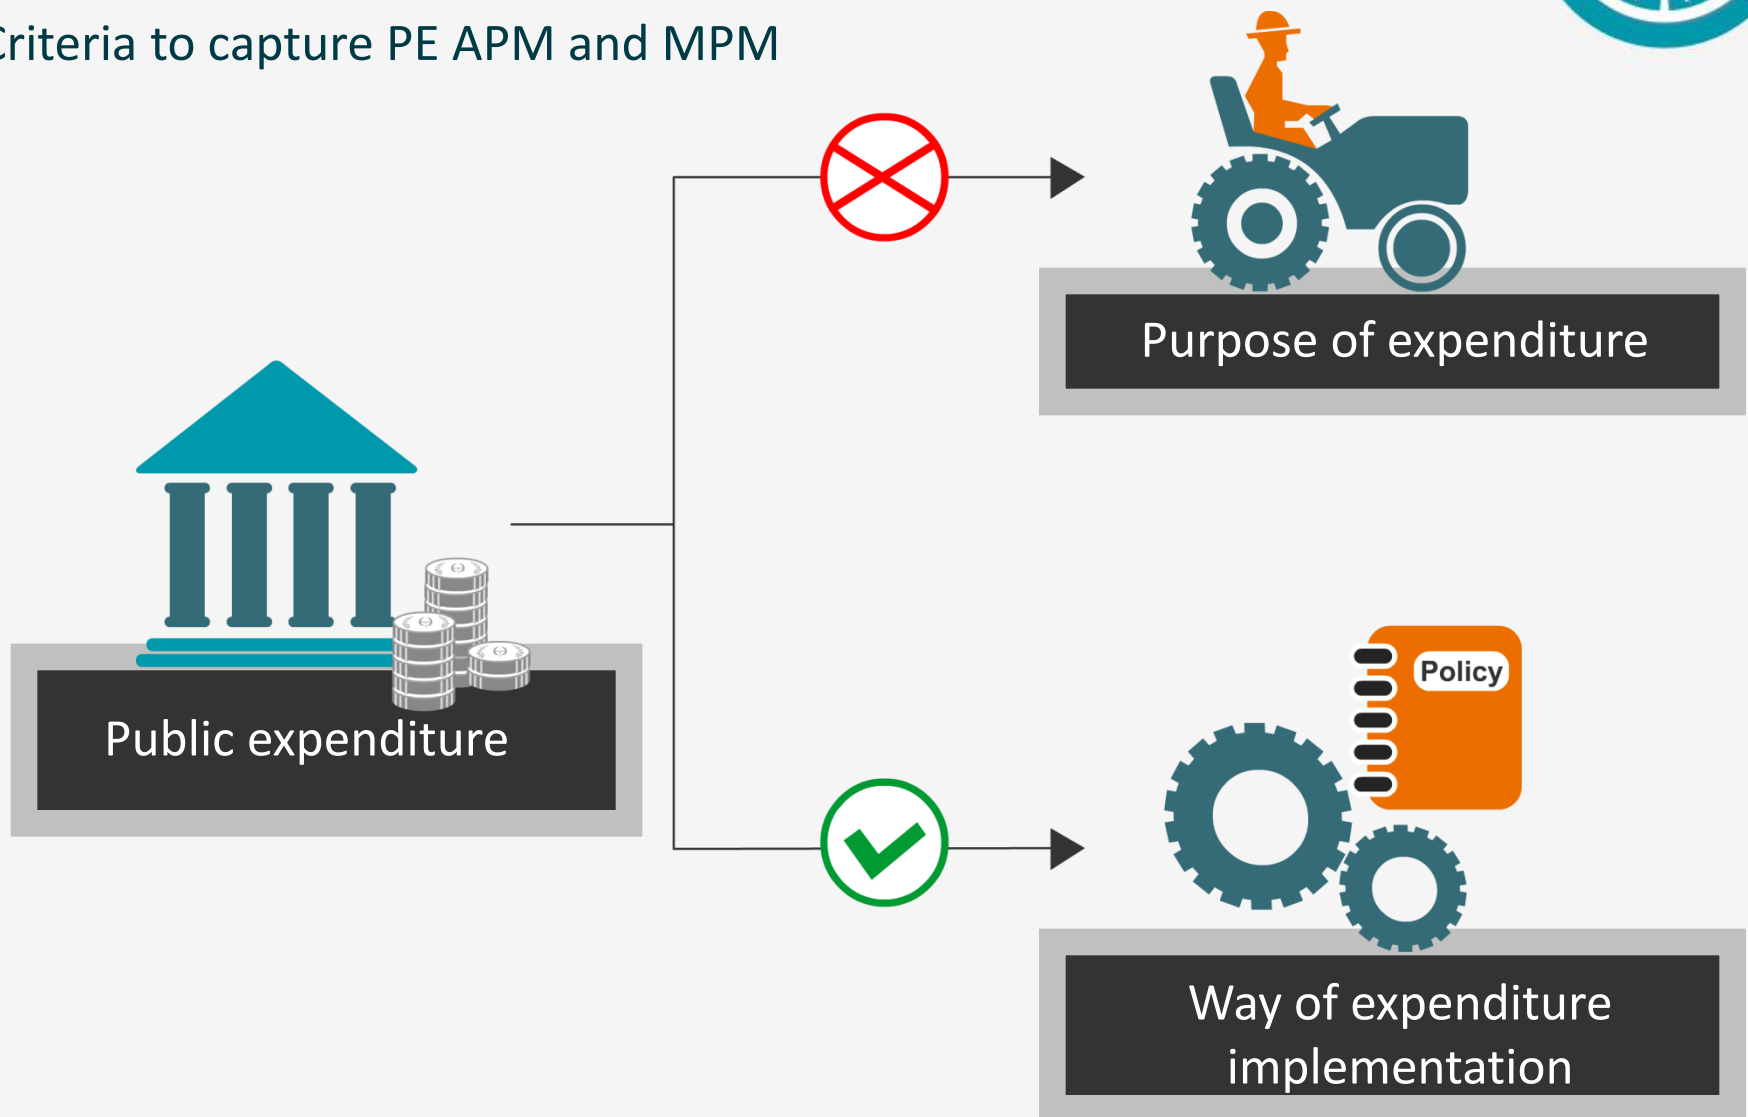 Criteria to capture PE APM and MPM
Purpose of expenditure
Public expenditure
Policy
Way of expenditure
implementation